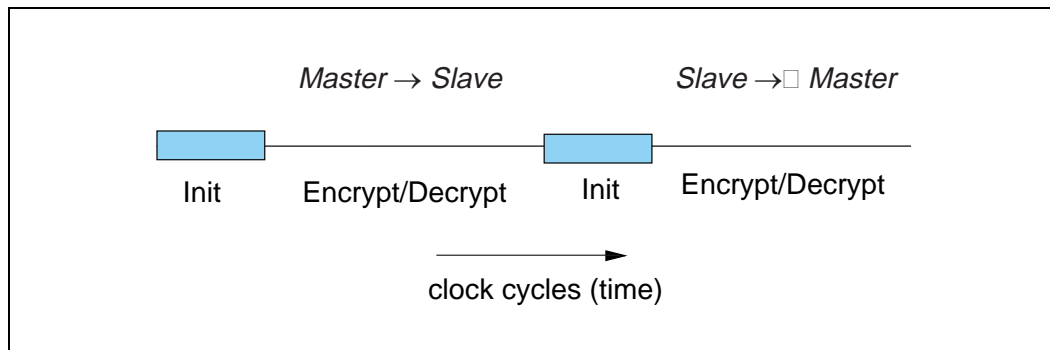 Master → Slave
Slave →□ Master
Init
Encrypt/Decrypt
Init
Encrypt/Decrypt
clock cycles (time)